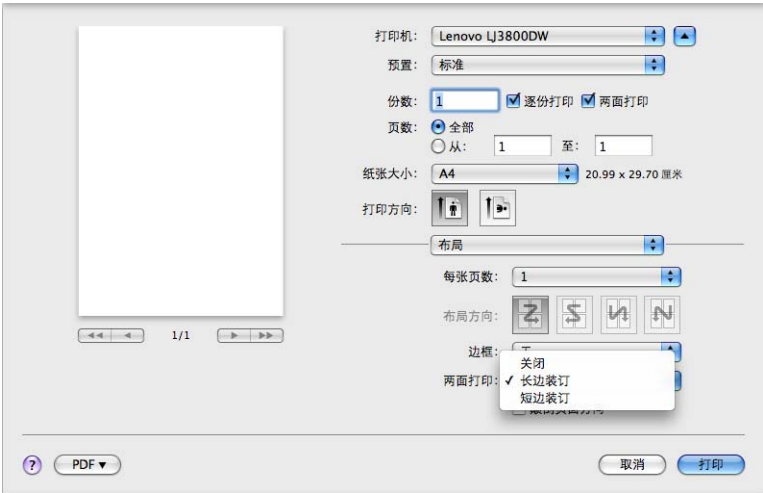 打印机: Lenovo LJ3800DW
预置: 标准
份数: 1 逐份打印 两面打印
页数: 全部
从: 1 至: 1
纸张大小: A4 20.99 x 29.70 厘米
打印方向:
布局
每张页数: 1
布局方向:
边框:
关闭
两面打印: ✓ 长边装订
短边装订
1/1
? PDF ▼ 取消 打印